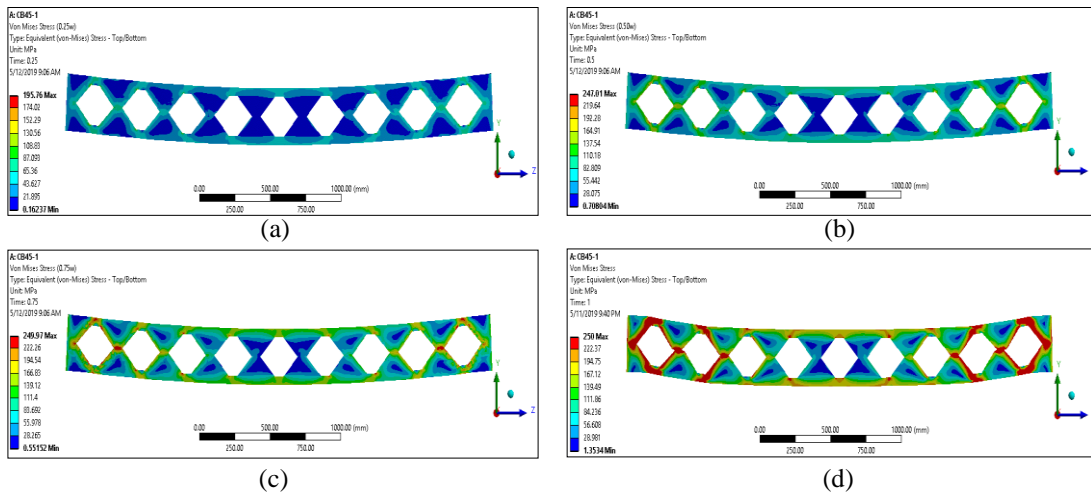 A: CB45-1
Von Mises Stress (0.25w)
Type: Equivalent (von-Mises) Stress - Top/Bottom
Unit: MPa
Time: 0.25
5/12/2019 9:06 AM
195.76 Max
174.02
152.29
130.56
108.83
87.093
65.36
43.627
21.895
0.16237 Min
0.00
500.00
1000.00 (mm)
250.00
750.00
Y
Z
(a)
A: CB45-1
Von Mises Stress (0.50w)
Type: Equivalent (von-Mises) Stress - Top/Bottom
Unit: MPa
Time: 0.5
5/12/2019 9:06 AM
247.01 Max
219.64
192.28
164.91
137.54
110.18
82.809
55.442
28.075
0.70804 Min
0.00
500.00
1000.00 (mm)
250.00
750.00
Y
(b)
A: CB45-1
Von Mises Stress (0.75w)
Type: Equivalent (von-Mises) Stress - Top/Bottom
Unit: MPa
Time: 0.75
5/12/2019 9:06 AM
249.97 Max
222.26
194.54
166.83
139.12
111.4
83.692
55.978
28.265
0.55152 Min
0.00
500.00
1000.00 (mm)
250.00
750.00
Y
Z
(c)
A: CB45-1
Von Mises Stress
Type: Equivalent (von-Mises) Stress - Top/Bottom
Unit: MPa
Time: 1
5/11/2019 9:40 PM
250 Max
222.37
194.75
167.12
139.49
111.86
84.236
56.608
28.981
1.3534 Min
0.00
500.00
1000.00 (mm)
250.00
750.00
Y
(d)